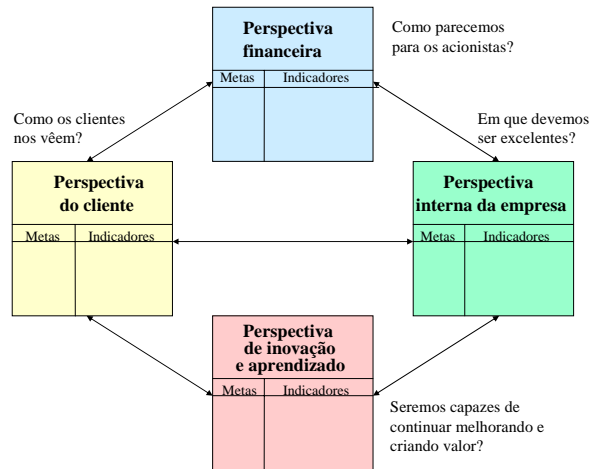 Perspectiva
financeira
Como parecemos
para os acionistas?
Metas Indicadores
Como os clientes
nos vêem?
Em que devemos
ser excelentes?
Perspectiva
do cliente
Metas Indicadores
Perspectiva
interna da empresa
Metas Indicadores
Perspectiva
de inovação
e aprendizado
Metas Indicadores
Seremos capazes de
continuar melhorando e
criando valor?